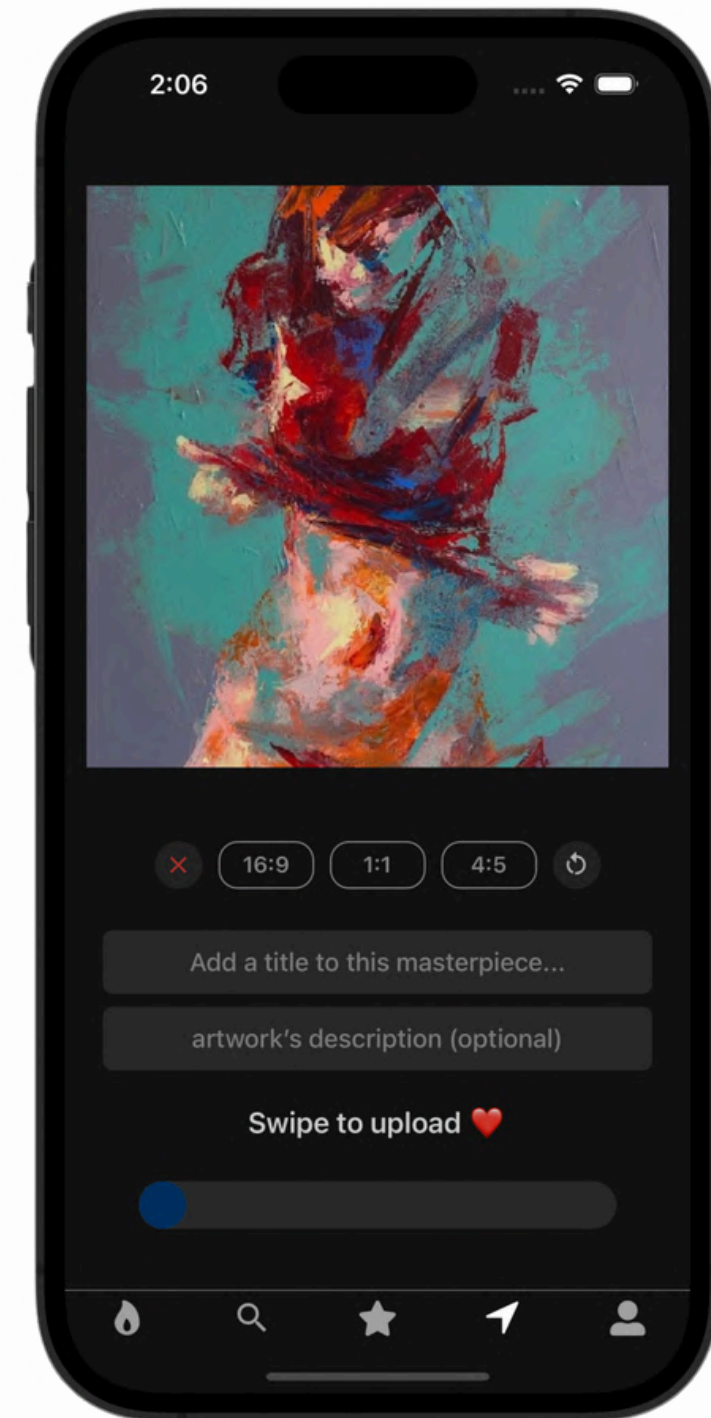 2:06
16:9 1:1 4:5
Add a title to this masterpiece...
artwork’s description (optional)
Swipe to upload ❤️